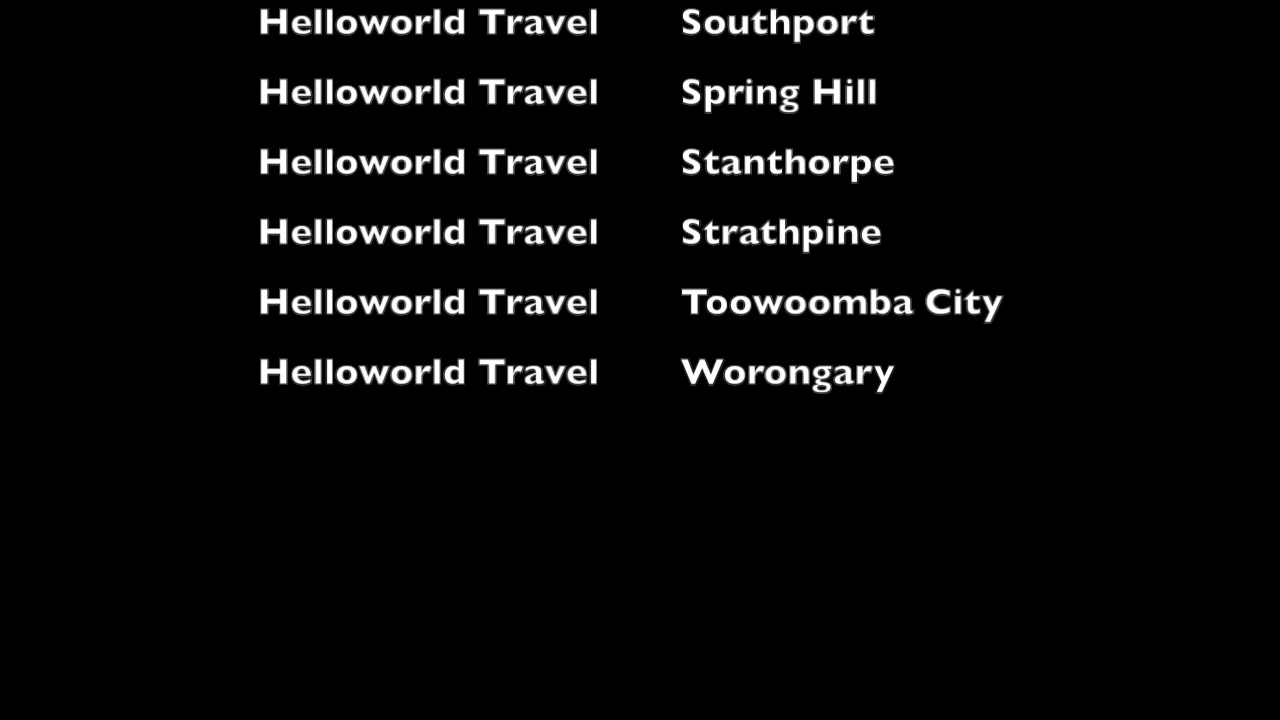 Helloworld Travel Southport
Helloworld Travel Spring Hill
Helloworld Travel Stanthorpe
Helloworld Travel Strathpine
Helloworld Travel Toowoomba City
Helloworld Travel Worongary